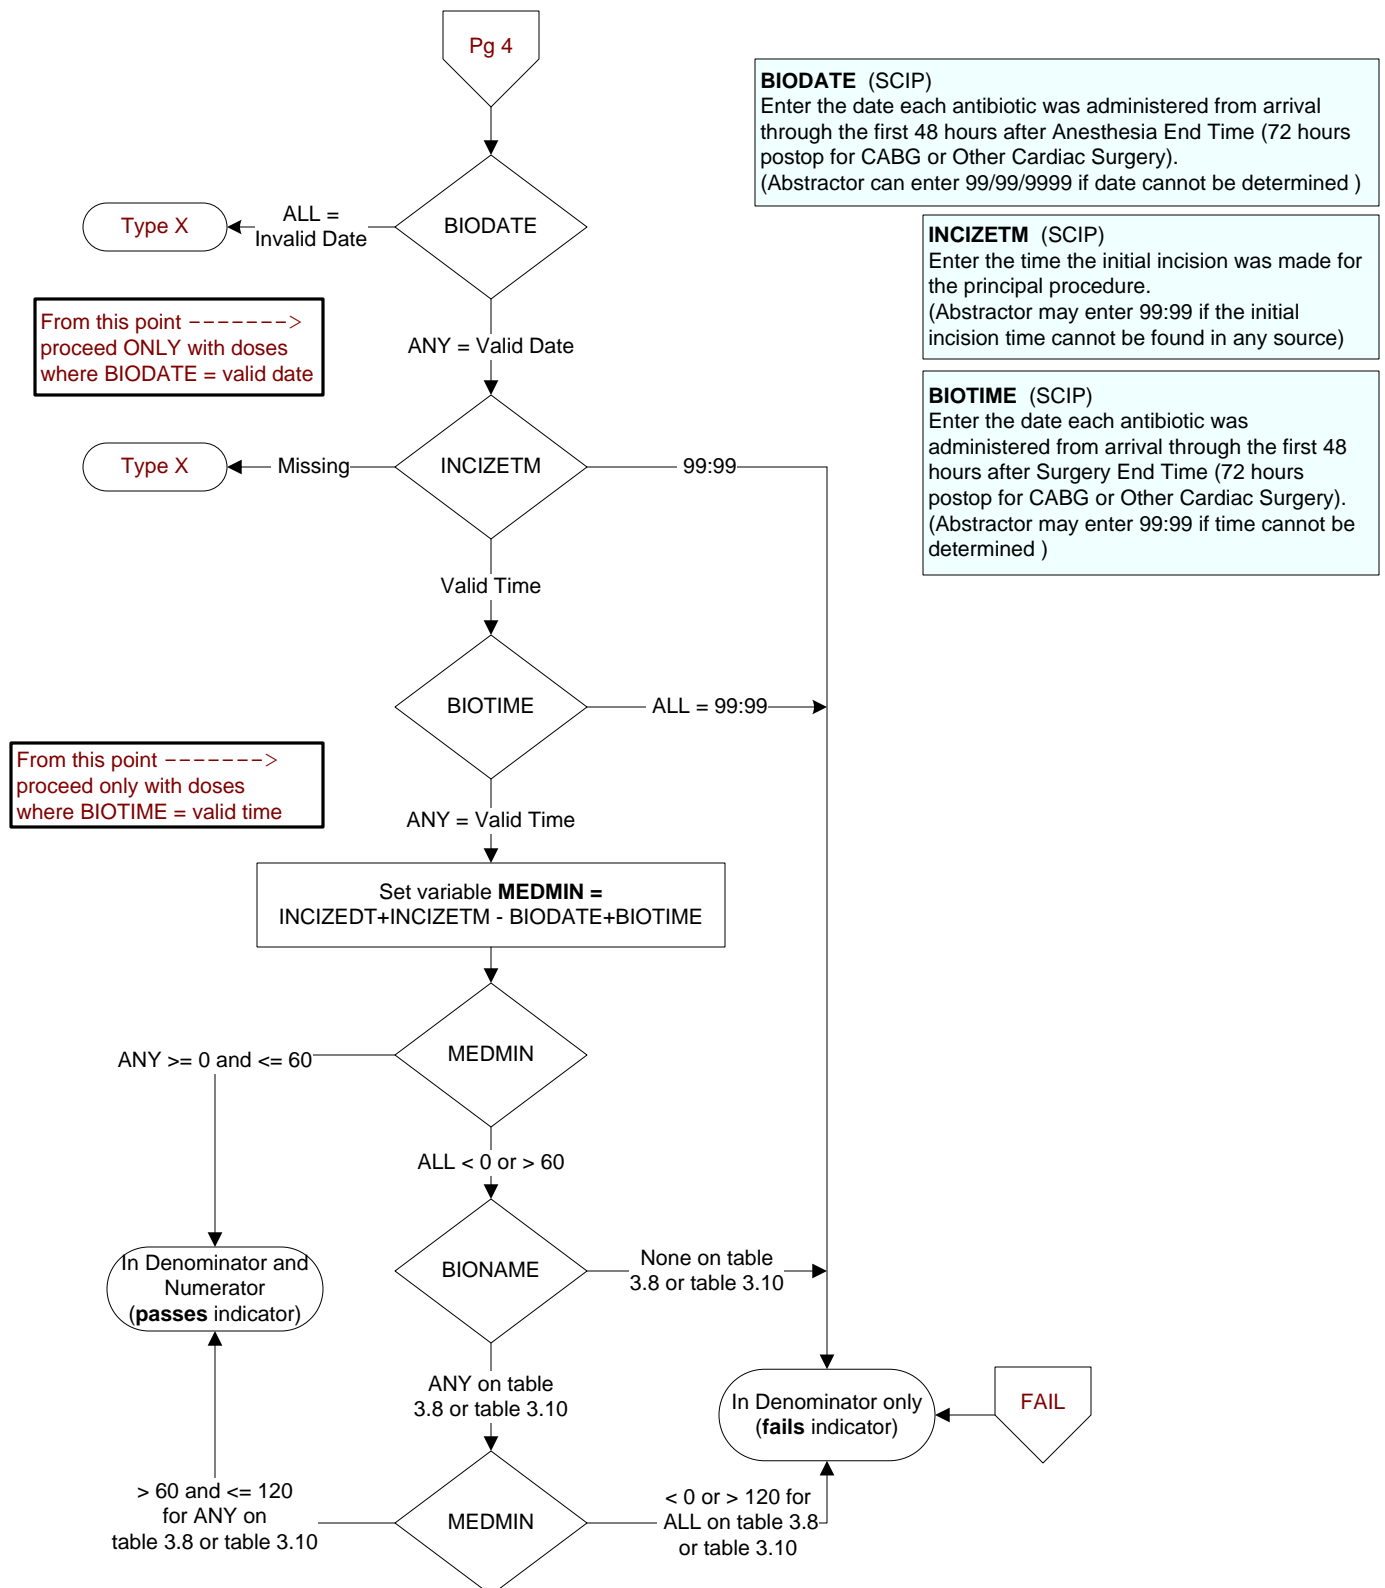 Pg 4
BIODATE (SCIP)
Enter the date each antibiotic was administered from arrival
through the first 48 hours after Anesthesia End Time (72 hours
postop for CABG or Other Cardiac Surgery).
(Abstractor can enter 99/99/9999 if date cannot be determined )
Type X
ALL =
Invalid Date
BIODATE
INCIZETM (SCIP)
Enter the time the initial incision was made for
the principal procedure.
(Abstractor may enter 99:99 if the initial
incision time cannot be found in any source)
From this point ------->
proceed ONLY with doses
where BIODATE = valid date
ANY = Valid Date
BIOTIME (SCIP)
Enter the date each antibiotic was
administered from arrival through the first 48
hours after Surgery End Time (72 hours
postop for CABG or Other Cardiac Surgery).
(Abstractor may enter 99:99 if time cannot be
determined )
Type X
Missing
INCIZETM
99:99
Valid Time
BIOTIME
ALL = 99:99
From this point ------->
proceed only with doses
where BIOTIME = valid time
ANY = Valid Time
Set variable MEDMIN =
INCIZEDT+INCIZETM - BIODATE+BIOTIME
MEDMIN
ANY >= 0 and <= 60
ALL < 0 or > 60
In Denominator and
Numerator
(passes indicator)
BIONAME
None on table
3.8 or table 3.10
ANY on table
3.8 or table 3.10
In Denominator only
(fails indicator)
FAIL
> 60 and <= 120
for ANY on
table 3.8 or table 3.10
MEDMIN
< 0 or > 120 for
ALL on table 3.8
or table 3.10